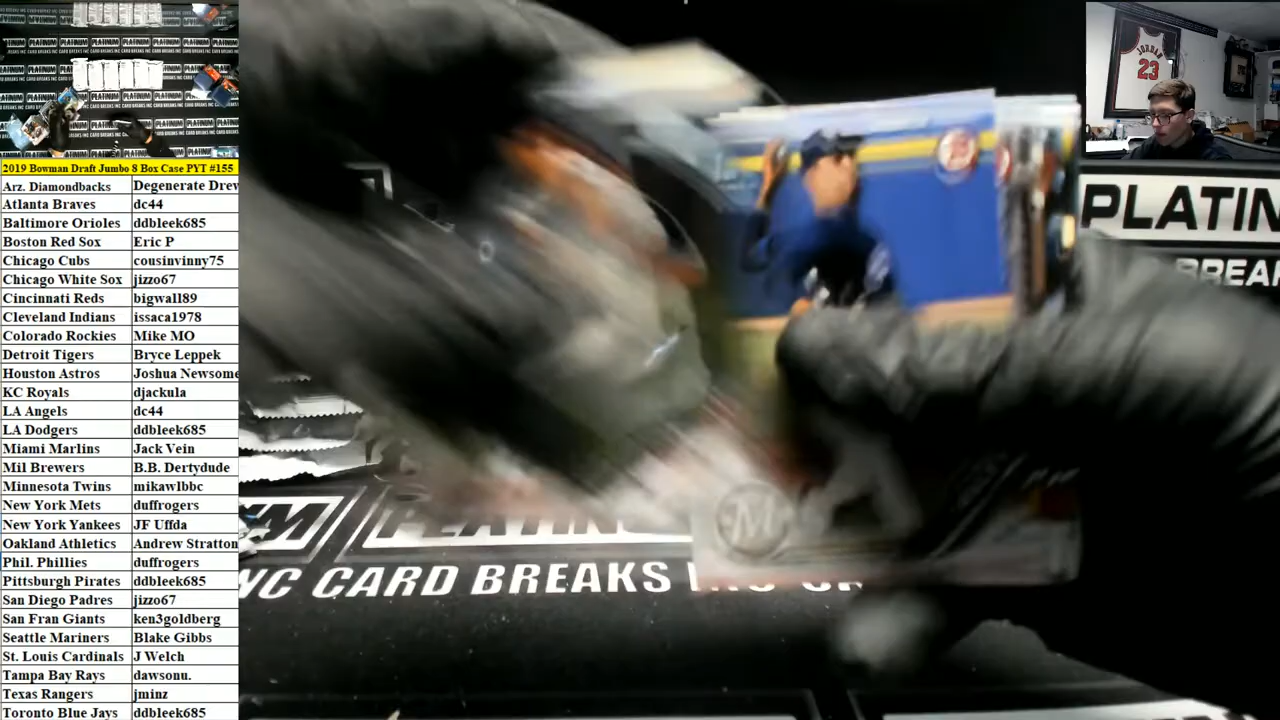 2019 Bowman Draft Jumbo 8 Box Case PYT #155
Arz. Diamondbacks Degenerate Drew
Atlanta Braves dc44
Baltimore Orioles ddbleek685
Boston Red Sox Eric P
Chicago Cubs cousinvinny75
Chicago White Sox jizzo67
Cincinnati Reds bigwall89
Cleveland Indians issaca1978
Colorado Rockies Mike MO
Detroit Tigers Bryce Leppek
Houston Astros Joshua Newsome
KC Royals djackula
LA Angels dc44
LA Dodgers ddbleek685
Miami Marlins Jack Vein
Mil Brewers B.B. Dertydude
Minnesota Twins mikawlbbc
New York Mets duffrogers
New York Yankees JF Uffda
Oakland Athletics Andrew Stratton
Phil. Phillies duffrogers
Pittsburgh Pirates ddbleek685
San Diego Padres jizzo67
San Fran Giants ken3goldberg
Seattle Mariners Blake Gibbs
St. Louis Cardinals J Welch
Tampa Bay Rays dawsonu.
Texas Rangers jminz
Toronto Blue Jays ddbleek685
JORDAN
23
PLATIN
BREA
M PLATINUM
NC CARD BREAKS INC CA